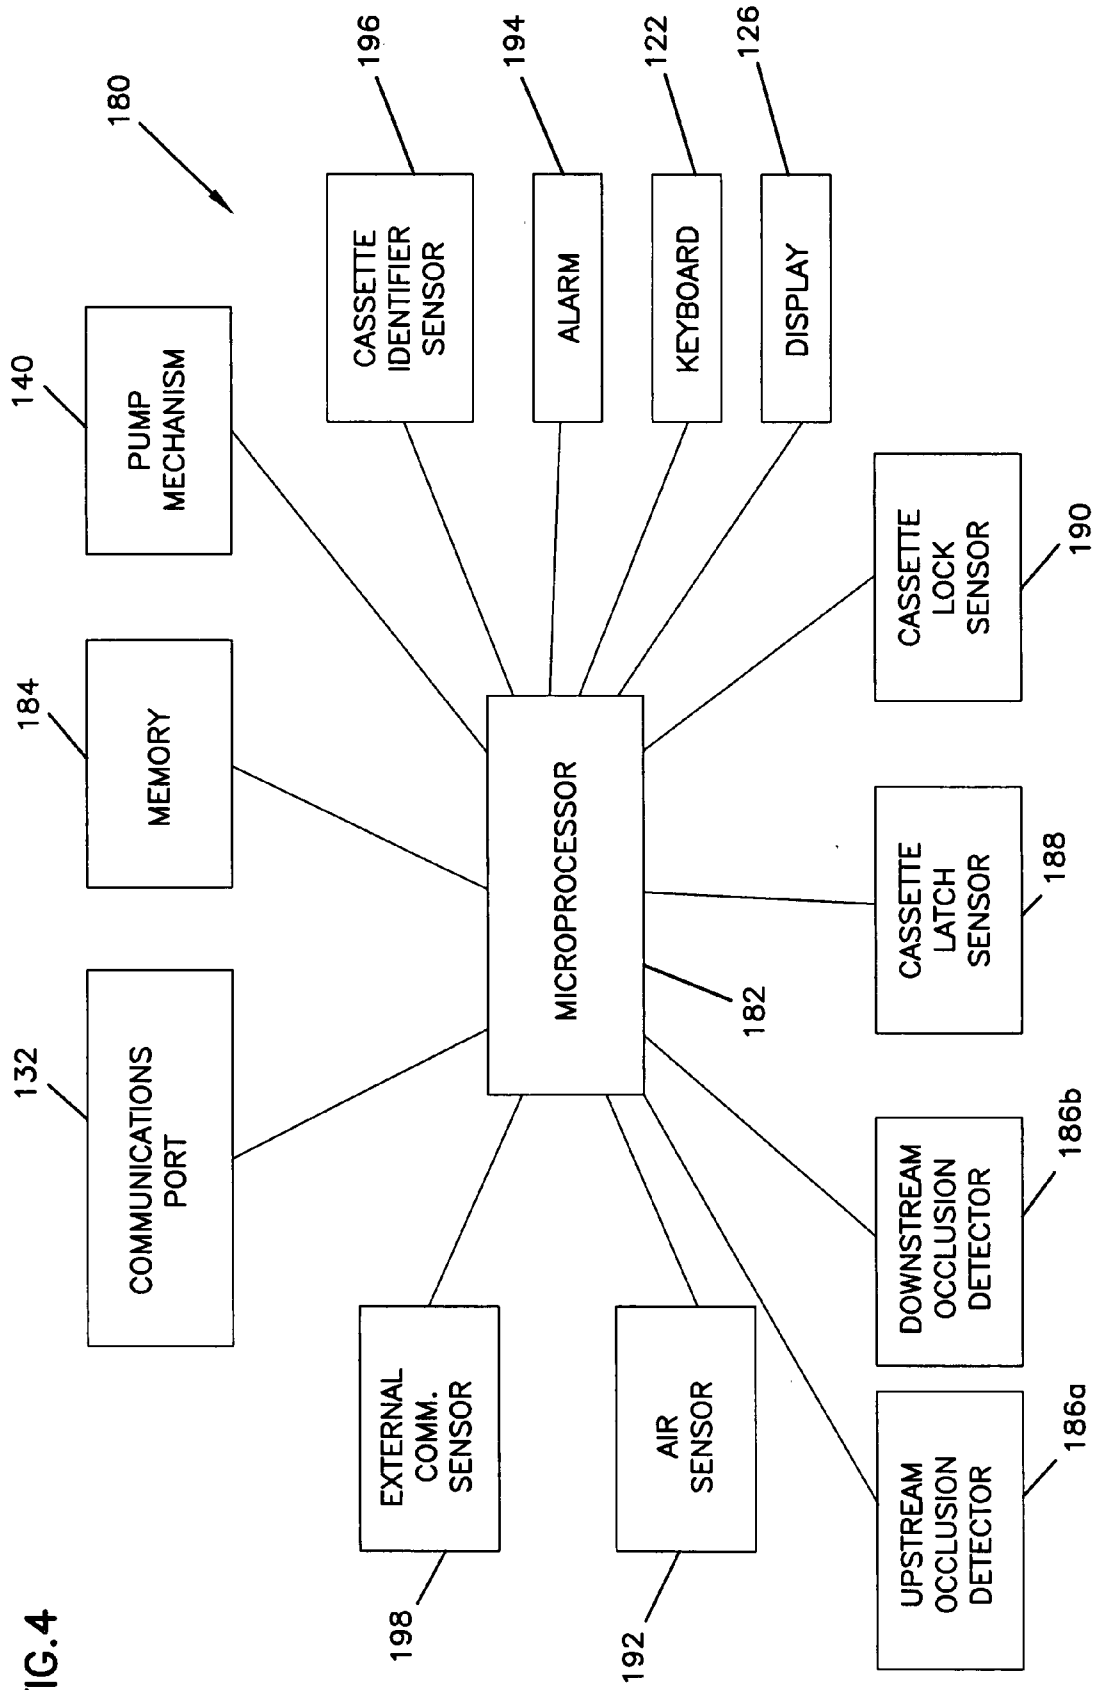 FIG.4
132
184
140
180
COMMUNICATIONS
PORT
MEMORY
PUMP
MECHANISM
198
EXTERNAL
COMM.
SENSOR
CASSETTE
IDENTIFIER
SENSOR
196
MICROPROCESSOR
182
ALARM
194
192
AIR
SENSOR
KEYBOARD
122
DISPLAY
126
UPSTREAM
OCCLUSION
DETECTOR
186a
DOWNSTREAM
OCCLUSION
DETECTOR
186b
CASSETTE
LATCH
SENSOR
188
CASSETTE
LOCK
SENSOR
190